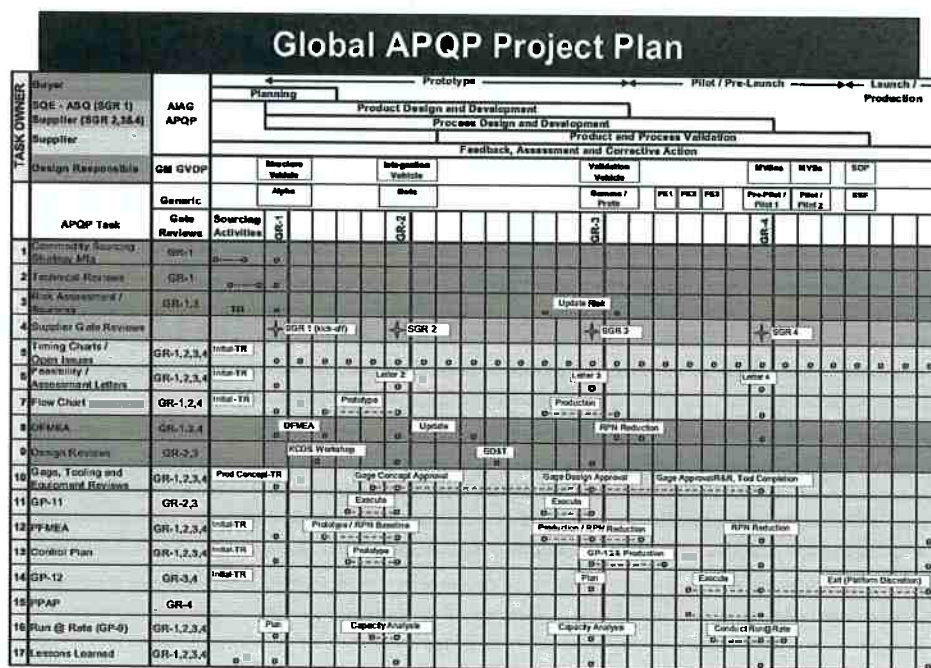 Global APQP Project Plan
TASK OWNER
Buyer
SQE - ASQ (SGR 1)
Supplier (SGR 2,3&4)
Supplier
AIAG
APQP
Prototype
Pilot / Pre-Launch
Launch /
Production
Planning
Product Design and Development
Process Design and Development
Product and Process Validation
Feedback, Assessment and Corrective Action
Design Responsible
GM GVDP
Structure
Vehicle
Integration
Vehicle
Validation
Vehicle
MVBns
MVBs
SOP
Generic
Alpha
Beta
Gamma /
Proto
PE1
PE2
PE3
Pre-Pilot /
Pilot 1
Pilot /
Pilot 2
APQP Task
Gate
Reviews
Sourcing
Activities
GR-1
GR-2
GR-3
GR-4
1 Commodity Sourcing
Strategy Mtg
GR-1
2 Technical Reviews
GR-1
3 Risk Assessment /
Sourcing
GR-1,3
Update Risk
4 Supplier Gate Reviews
SGR 1 (kick-off)
SGR 2
SGR 3
SGR 4
5 Timing Charts /
Open Issues
GR-1,2,3,4
Initial-TR
6 Feasibility /
Assessment Letters
GR-1,2,3,4
Initial-TR
Letter 2
Letter 3
Letter 4
7 Flow Chart
GR-1,2,4
Initial-TR
Prototype
Production
8 DFMEA
GR-1,2,4
DFMEA
Update
RPN Reduction
9 Design Reviews
GR-2,3
KCDS Workshop
GD&T
10 Gages, Tooling and
Equipment Reviews
GR-1,2,3,4
Prod Concept-TR
Gage Concept Approval
Gage Design Approval
Gage Approval/R&R, Tool Completion
11 GP-11
GR-2,3
Execute
Execute
12 PFMEA
GR-1,2,3,4
Initial-TR
Prototype / RPN Baseline
Production / RPN Reduction
RPN Reduction
13 Control Plan
GR-1,2,3,4
Initial-TR
Prototype
GP-12 & Production
14 GP-12
GR-3,4
Initial-TR
Plan
Execute
Exit (Platform Discretion)
15 PPAP
GR-4
16 Run @ Rate (GP-9)
GR-1,2,3,4
Plan
Capacity Analysis
Capacity Analysis
Conduct Run@Rate
17 Lessons Learned
GR-1,2,3,4